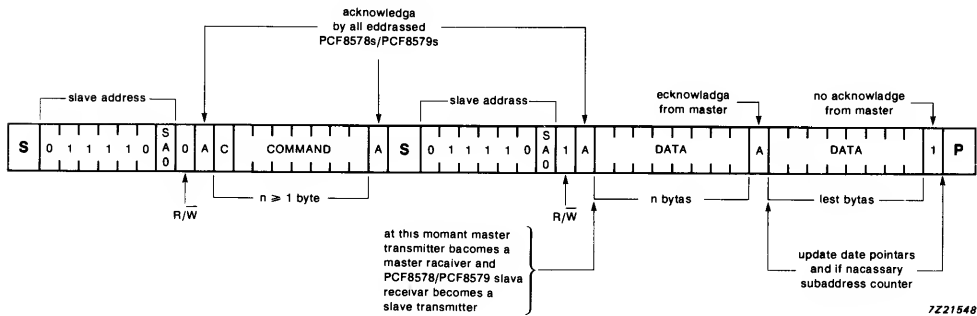 acknowledga
by all eddrassed
PCF8578s/PCF8579s
slave address
slave addrass
ecknowladga
from master
no acknowladge
from master
S 0 1 1 1 1 0 SA0 0 A C COMMAND A S 0 1 1 1 1 0 SA0 1 A DATA A DATA 1 P
R/W̅
n ⩾ 1 byte
R/W̅
n bytas
lest bytas
at this momant master
transmitter bacomes a
master racaiver and
PCF8578/PCF8579 slava
receivar becomes a
slave transmitter
update date pointars
and if nacassary
subaddress counter
7Z21548